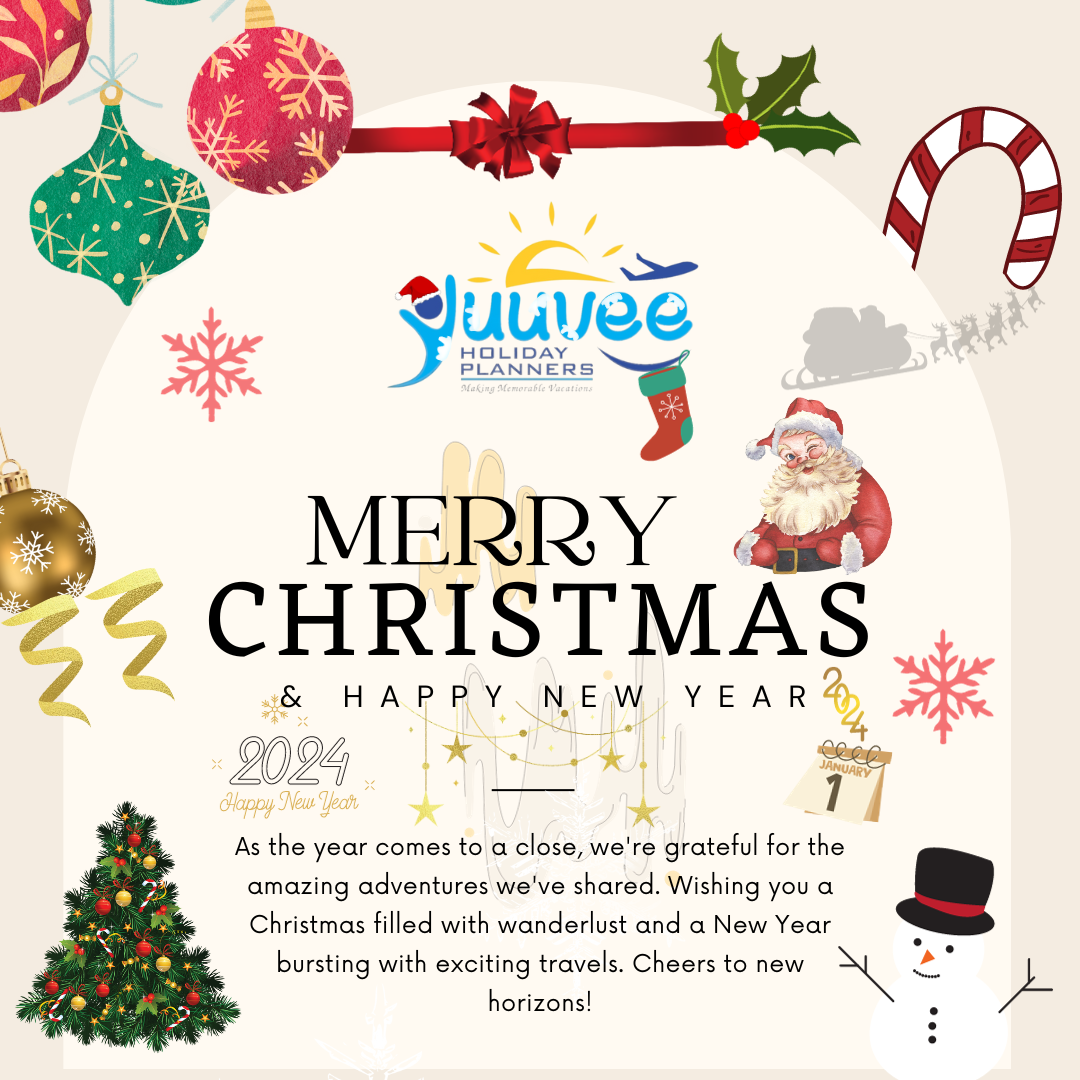 yuuvee
HOLIDAY
PLANNERS
Making Memorable Vacations
MERRY
CHRISTMAS
& HAPPY NEW YEAR
2024
2024
Happy New Year
JANUARY
1
As the year comes to a close, we're grateful for the
amazing adventures we've shared. Wishing you a
Christmas filled with wanderlust and a New Year
bursting with exciting travels. Cheers to new
horizons!